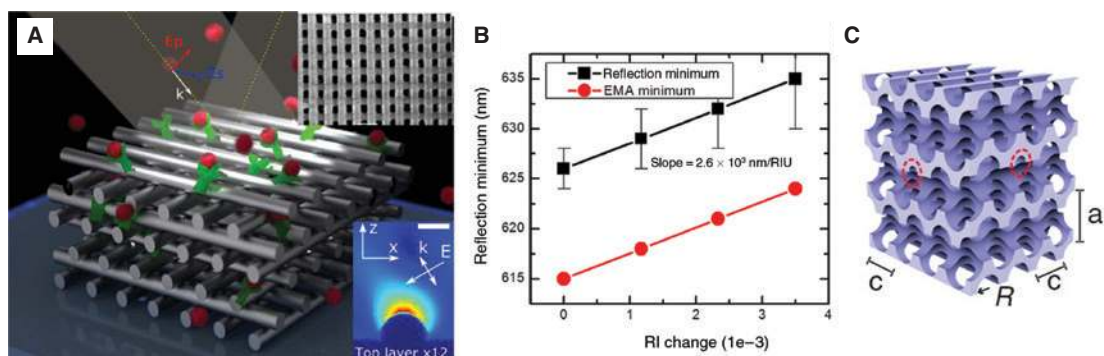 A
Ep
Es
k
z
x
k
E
Top layer x12
B
Reflection minimum (nm)
635
630
625
620
615
Reflection minimum
EMA minimum
Slope = 2.6 × 10³ nm/RIU
0
1
2
3
4
RI change (1e−3)
C
a
c
c
R